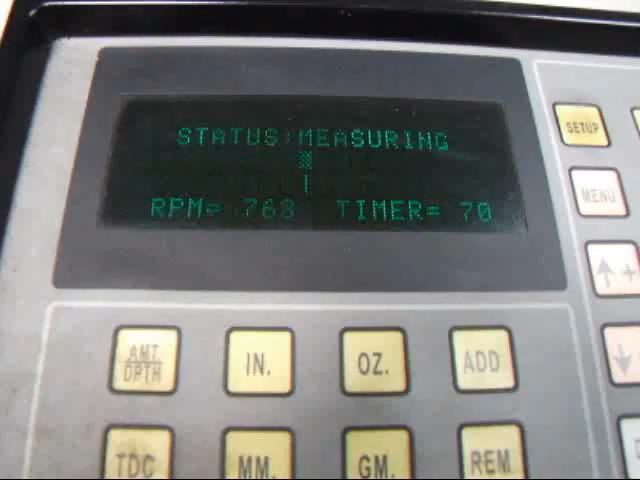 STATUS:MEASURING
RPM= 763 TIMER= 70
SETUP
MENU
+
AMT.
DPTH
IN.
OZ.
ADD
TDC
MM.
GM.
REM